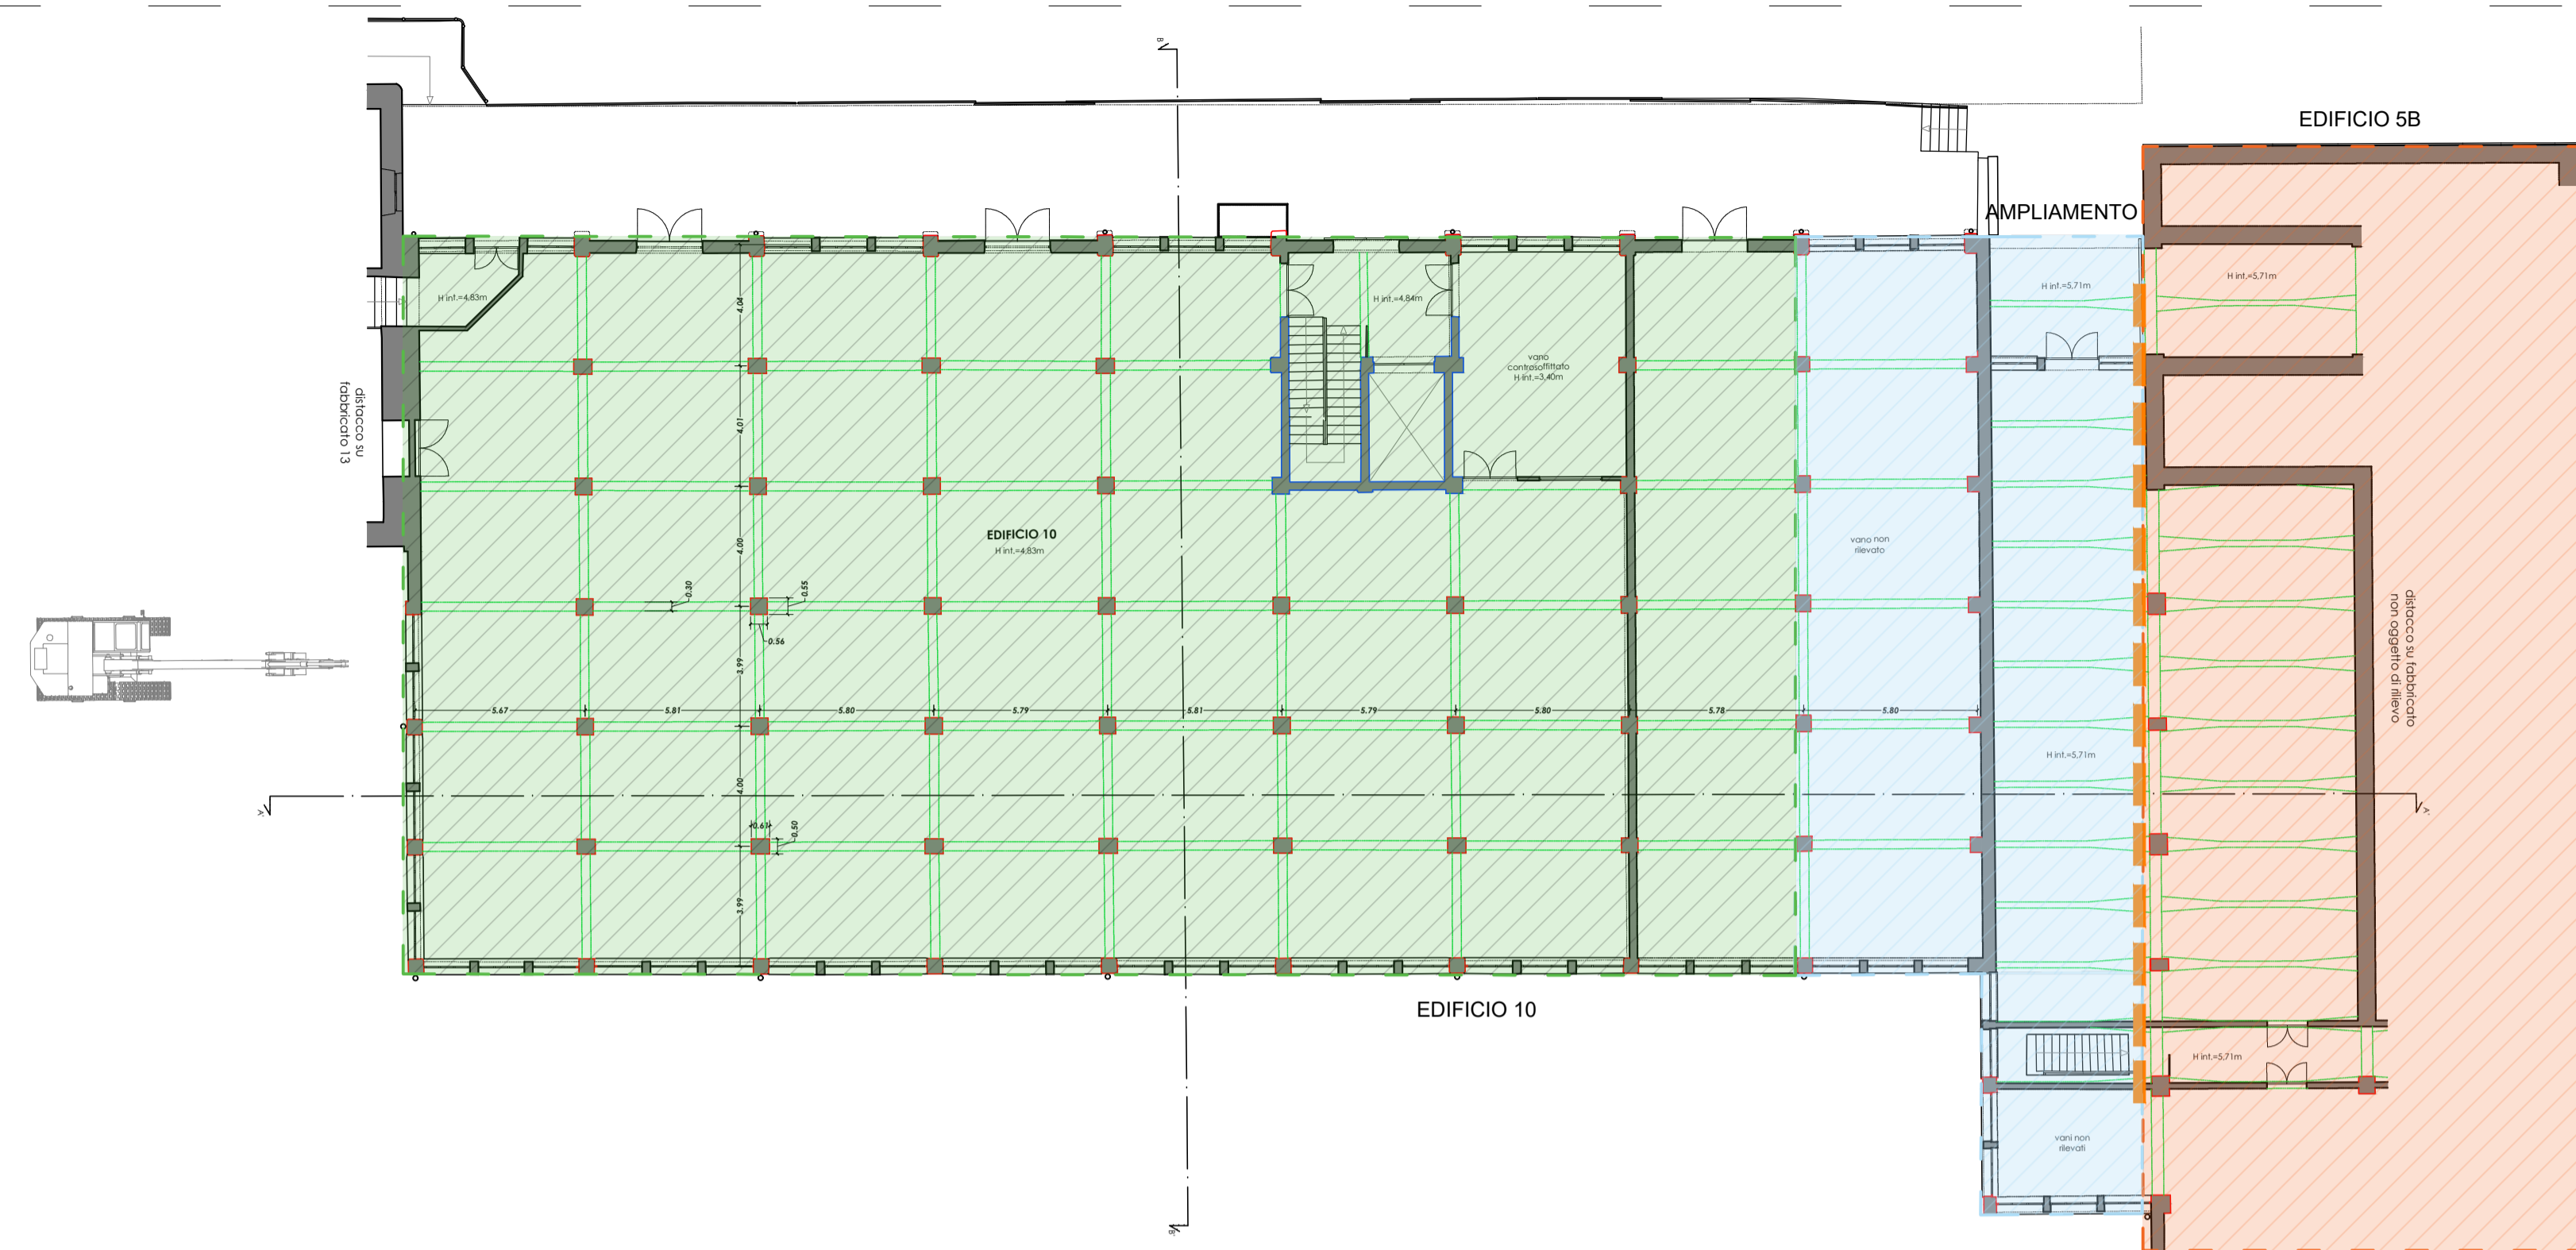 B
EDIFICIO 5B
AMPLIAMENTO
H int.=4,83m
H int.=4,84m
H int.=5,71m
H int.=5,71m
4.04
vano
controsoffittato
H int.=3,40m
distacco su
fabbricato 13
4.01
EDIFICIO 10
H int.=4,83m
4.00
vano non
rilevato
0.30
0.55
0.56
3.99
distacco su fabbricato
non oggetto di rilievo
5.67
5.81
5.80
5.79
5.81
5.79
5.80
5.78
5.80
H int.=5,71m
4.00
A'
A'
0.61
0.50
3.99
EDIFICIO 10
H int.=5,71m
vani non
rilevati
B'